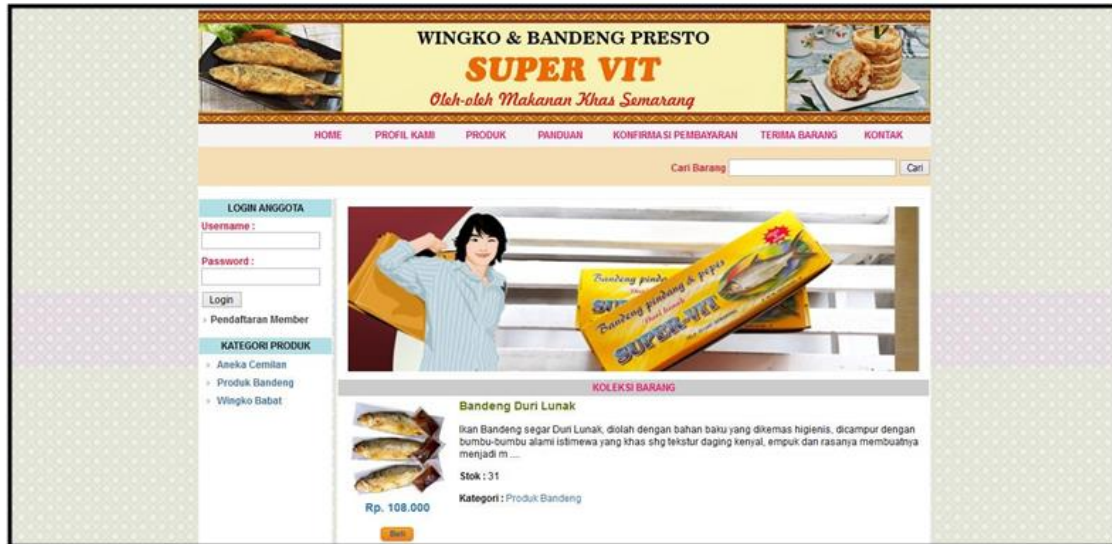 WINGKO & BANDENG PRESTO
SUPER VIT
Oleh-oleh Makanan Khas Semarang
HOME PROFIL KAMI PRODUK PANDUAN KONFIRMASI PEMBAYARAN TERIMA BARANG KONTAK
Cari Barang Cari
LOGIN ANGGOTA
Username :
Password :
Login
Pendaftaran Member
KATEGORI PRODUK
Aneka Cemilan
Produk Bandeng
Wingko Babat
Bandeng pindang & pepes
Duri lunak
SUPER-VIT
KOLEKSI BARANG
Bandeng Duri Lunak
Ikan Bandeng segar Duri Lunak, diolah dengan bahan baku yang dikemas higienis, dicampur dengan
bumbu-bumbu alami istimewa yang khas shg tekstur daging kenyal, empuk dan rasanya membuatnya
menjadi m ....
Stok : 31
Kategori : Produk Bandeng
Rp. 108.000
Beli